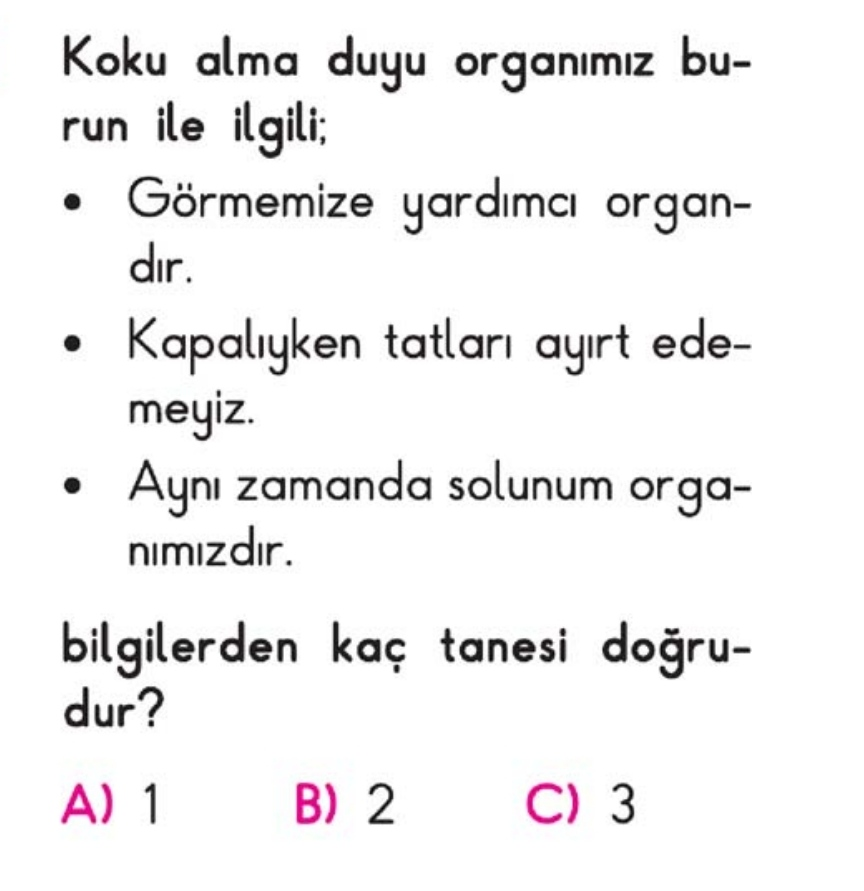 Koku alma duyu organımız bu-
run ile ilgili;
• Görmemize yardımcı organ-
dır.
• Kapalıyken tatları ayırt ede-
meyiz.
• Aynı zamanda solunum orga-
nımızdır.
bilgilerden kaç tanesi doğru-
dur?
A) 1 B) 2 C) 3